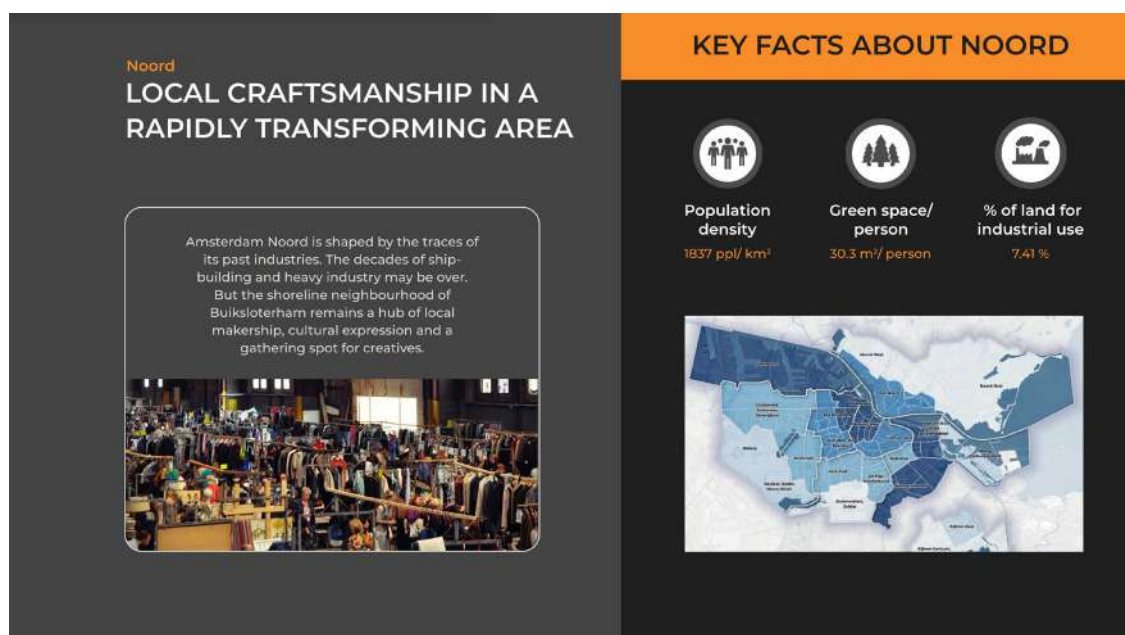 Noord
LOCAL CRAFTSMANSHIP IN A
RAPIDLY TRANSFORMING AREA
Amsterdam Noord is shaped by the traces of
its past industries. The decades of ship-
building and heavy industry may be over.
But the shoreline neighbourhood of
Buiksloterham remains a hub of local
makership, cultural expression and a
gathering spot for creatives.
KEY FACTS ABOUT NOORD
Population
density
1837 ppl/ km²
Green space/
person
30.3 m²/ person
% of land for
industrial use
7.41 %